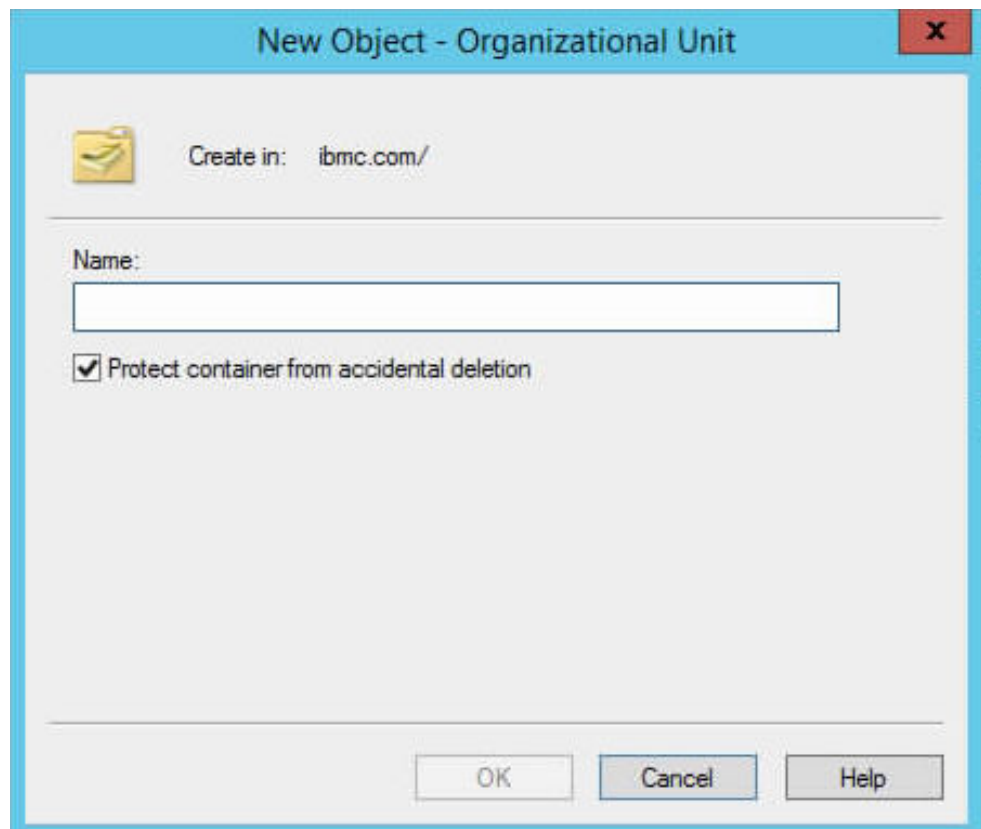 New Object - Organizational Unit
x
Create in: ibmc.com/
Name:
Protect container from accidental deletion
OK Cancel Help